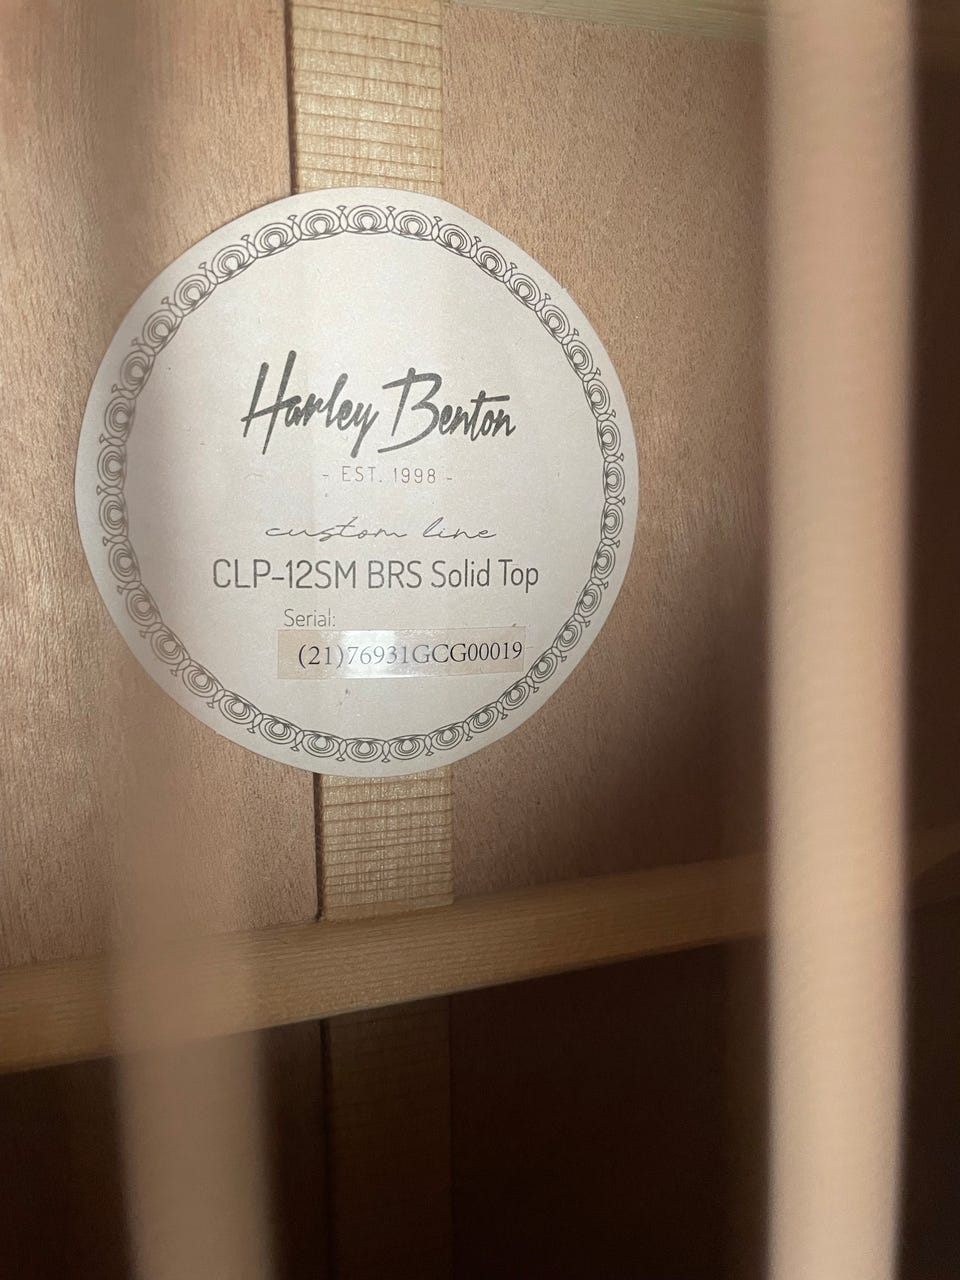 Harley Benton
- EST. 1998 -
custom line
CLP-12SM BRS Solid Top
Serial:
(21)76931GCG00019